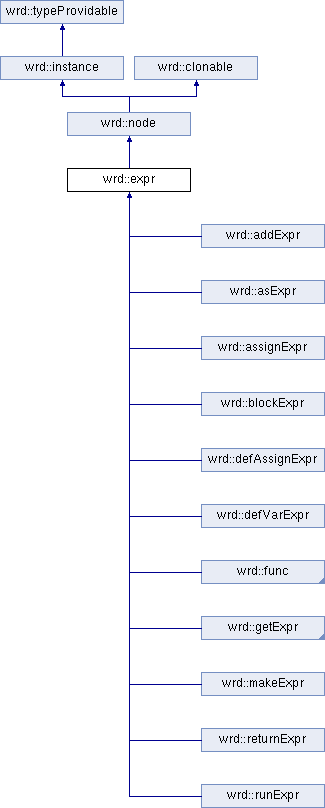 wrd::typeProvidable
wrd::instance
wrd::clonable
wrd::node
wrd::expr
wrd::addExpr
wrd::asExpr
wrd::assignExpr
wrd::blockExpr
wrd::defAssignExpr
wrd::defVarExpr
wrd::func
wrd::getExpr
wrd::makeExpr
wrd::returnExpr
wrd::runExpr